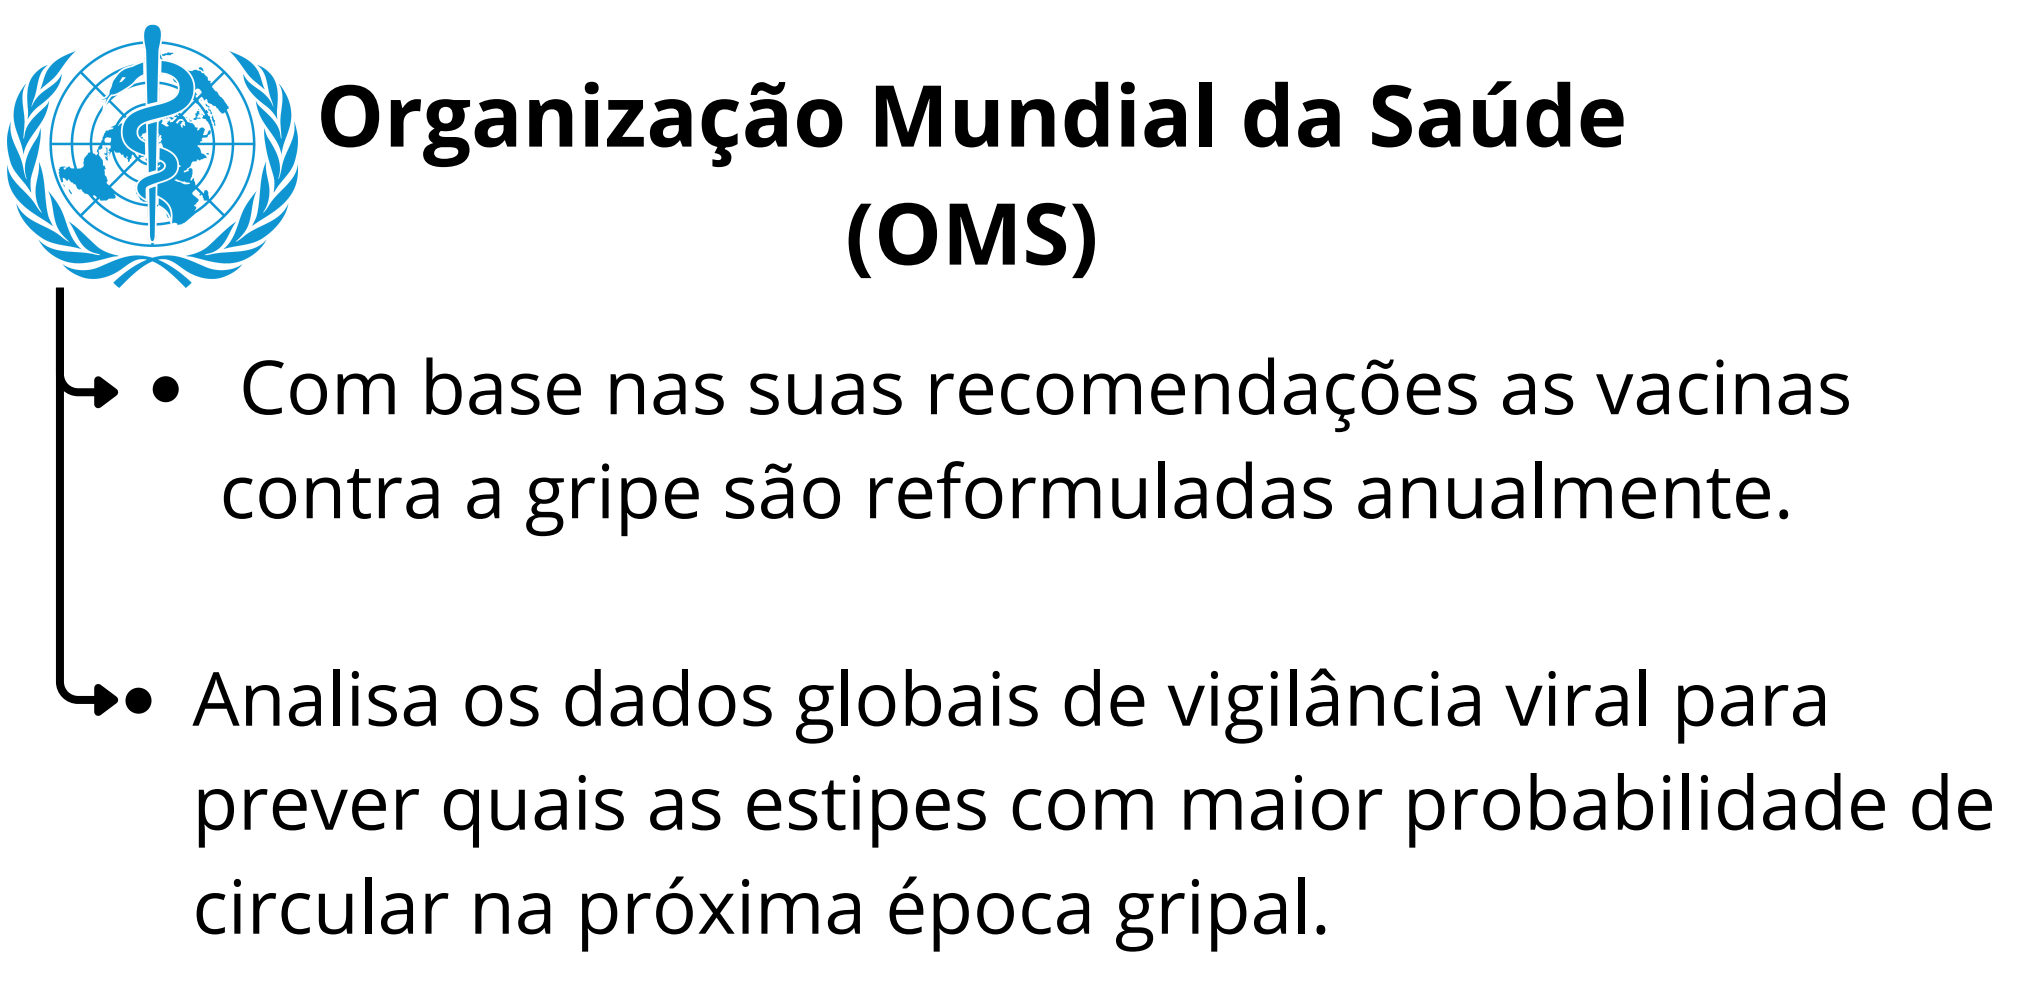 Organização Mundial da Saúde
(OMS)
• Com base nas suas recomendações as vacinas
contra a gripe são reformuladas anualmente.
• Analisa os dados globais de vigilância viral para
prever quais as estipes com maior probabilidade de
circular na próxima época gripal.